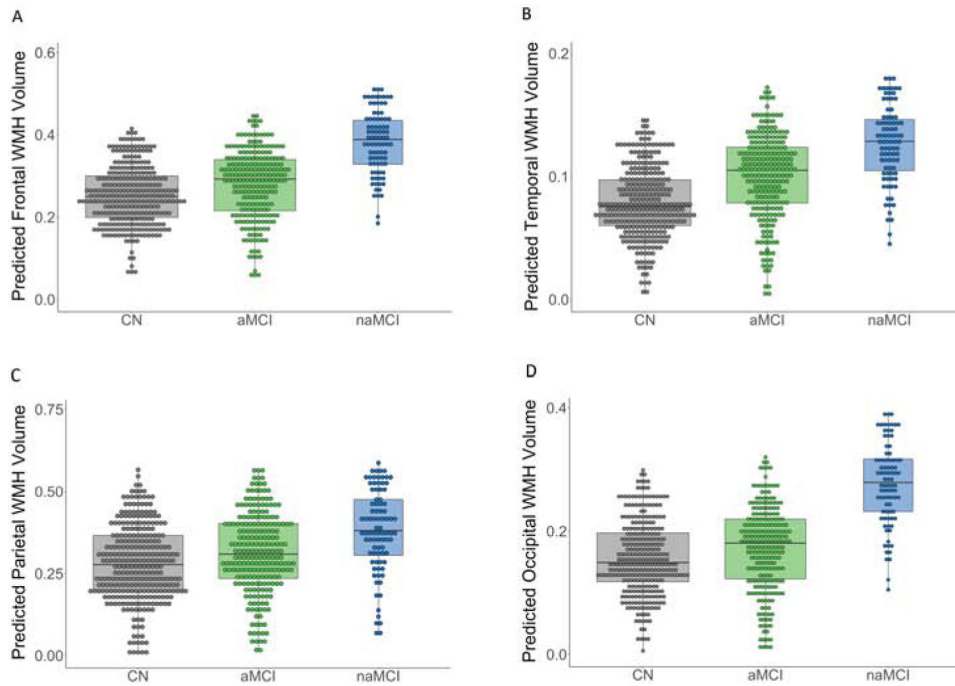 A
Predicted Frontal WMH Volume
0.6
0.4
0.2
0.0
CN aMCI naMCI
B
Predicted Temporal WMH Volume
0.2
0.1
0.0
CN aMCI naMCI
C
Predicted Parietal WMH Volume
0.75
0.50
0.25
0.00
CN aMCI naMCI
D
Predicted Occipital WMH Volume
0.4
0.2
0.0
CN aMCI naMCI